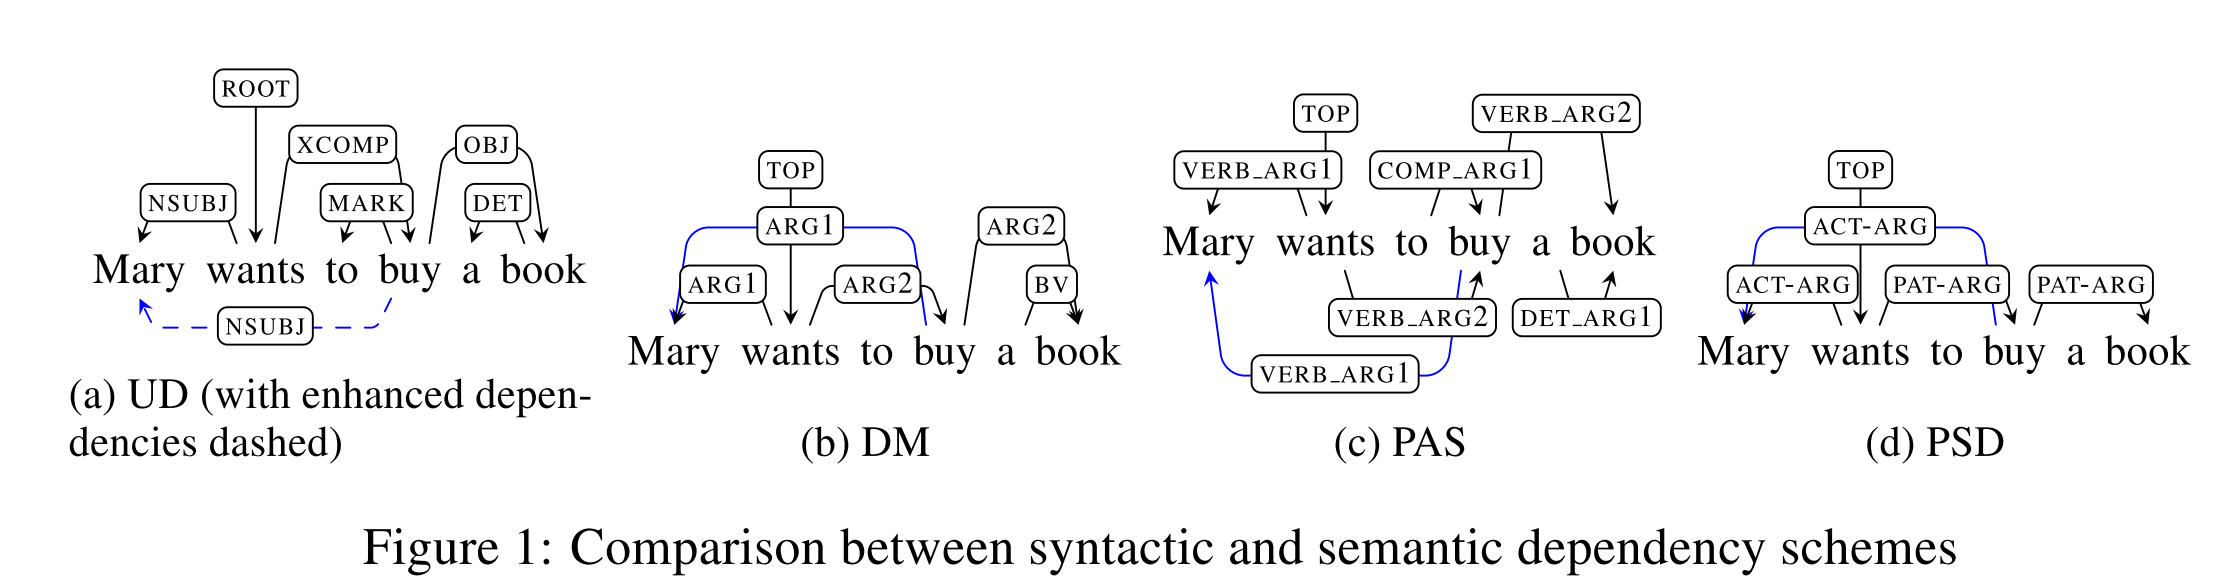 ROOT
XCOMP OBJ
NSUBJ MARK DET
Mary wants to buy a book
NSUBJ
(a) UD (with enhanced depen-
dencies dashed)
TOP
ARG1 ARG2
ARG1 ARG2 BV
Mary wants to buy a book
(b) DM
TOP VERB_ARG2
VERB_ARG1 COMP_ARG1
Mary wants to buy a book
VERB_ARG2 DET_ARG1
VERB_ARG1
(c) PAS
TOP
ACT-ARG
ACT-ARG PAT-ARG PAT-ARG
Mary wants to buy a book
(d) PSD
Figure 1: Comparison between syntactic and semantic dependency schemes